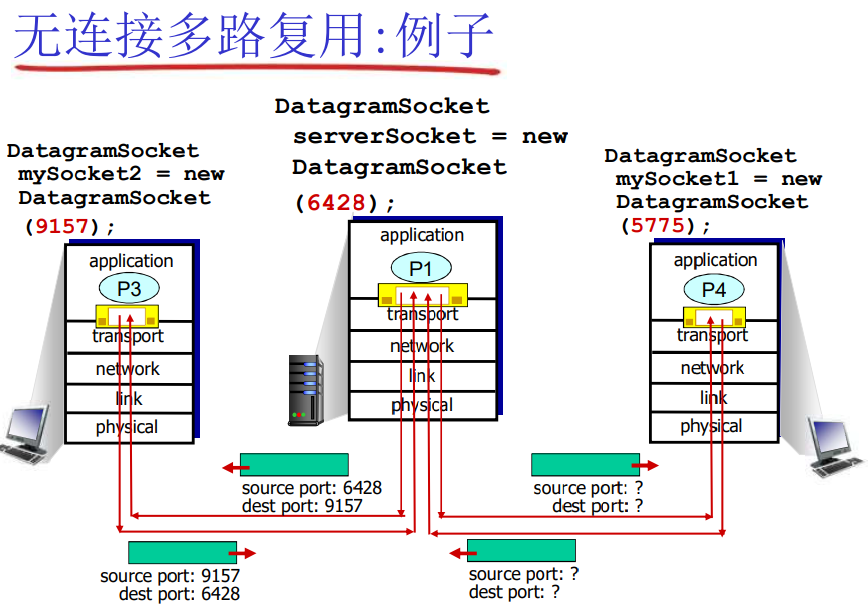 无连接多路复用:例子
DatagramSocket
serverSocket = new
DatagramSocket
(6428);
DatagramSocket
mySocket2 = new
DatagramSocket
(9157);
DatagramSocket
mySocket1 = new
DatagramSocket
(5775);
application
P3
transport
network
link
physical
application
P1
transport
network
link
physical
application
P4
transport
network
link
physical
source port: 6428
dest port: 9157
source port: ?
dest port: ?
source port: 9157
dest port: 6428
source port: ?
dest port: ?